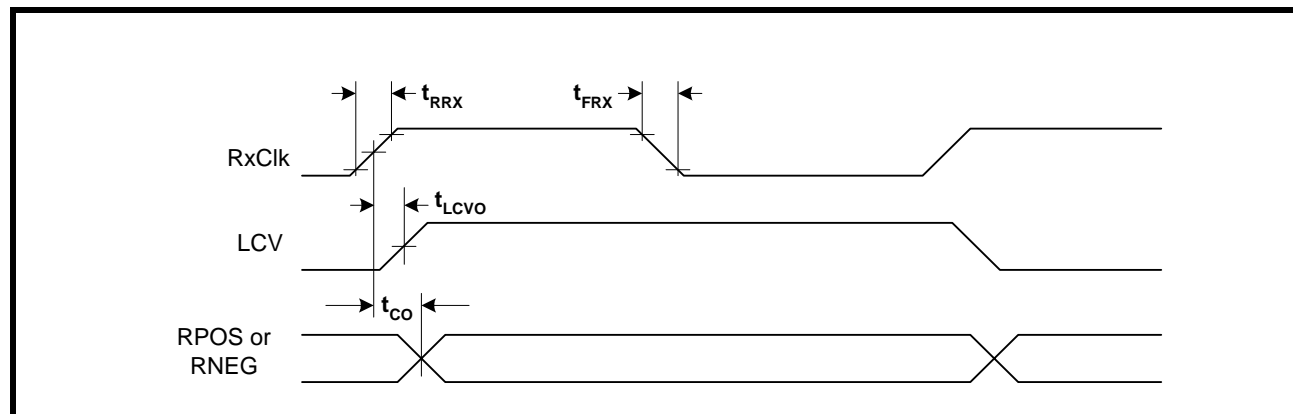 tRRX
tFRX
RxClk
tLCVO
LCV
tCO
RPOS or
RNEG